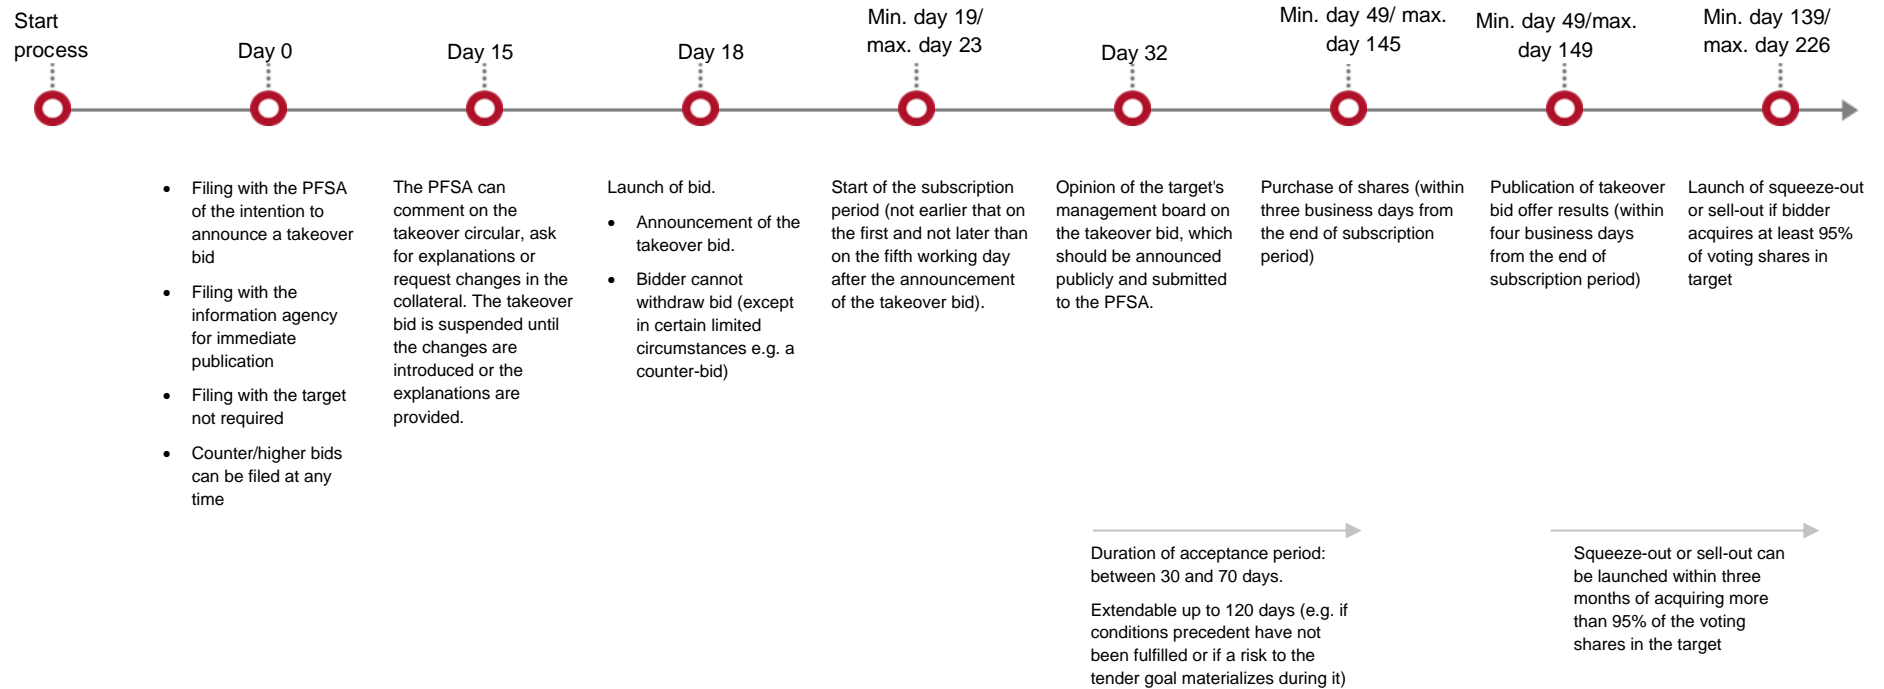 Start
process
Day 0
Day 15
Day 18
Min. day 19/
max. day 23
Day 32
Min. day 49/ max.
day 145
Min. day 49/max.
day 149
Min. day 139/
max. day 226
• Filing with the PFSA
of the intention to
announce a takeover
bid
• Filing with the
information agency
for immediate
publication
• Filing with the target
not required
• Counter/higher bids
can be filed at any
time
The PFSA can
comment on the
takeover circular, ask
for explanations or
request changes in the
collateral. The takeover
bid is suspended until
the changes are
introduced or the
explanations are
provided.
Launch of bid.
• Announcement of the
takeover bid.
• Bidder cannot
withdraw bid (except
in certain limited
circumstances e.g. a
counter-bid)
Start of the subscription
period (not earlier that on
the first and not later than
on the fifth working day
after the announcement
of the takeover bid).
Opinion of the target's
management board on
the takeover bid, which
should be announced
publicly and submitted
to the PFSA.
Purchase of shares (within
three business days from
the end of subscription
period)
Publication of takeover
bid offer results (within
four business days
from the end of
subscription period)
Launch of squeeze-out
or sell-out if bidder
acquires at least 95%
of voting shares in
target
Duration of acceptance period:
between 30 and 70 days.
Extendable up to 120 days (e.g. if
conditions precedent have not
been fulfilled or if a risk to the
tender goal materializes during it)
Squeeze-out or sell-out can
be launched within three
months of acquiring more
than 95% of the voting
shares in the target